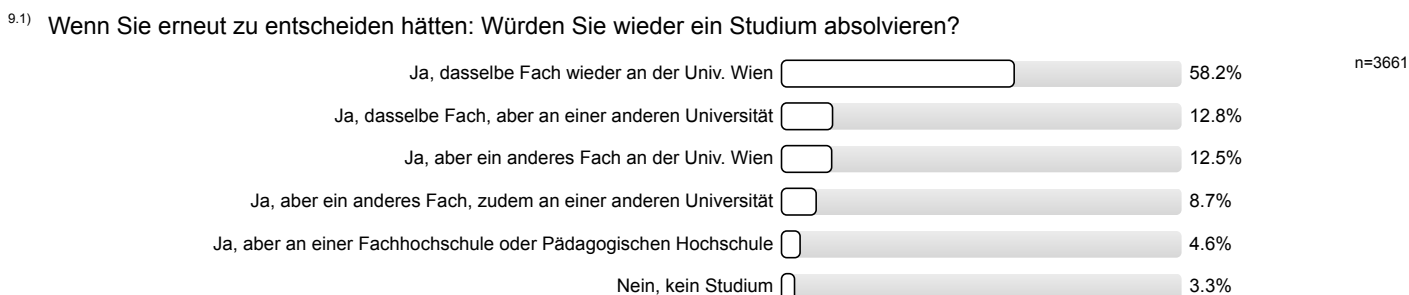 9.1) Wenn Sie erneut zu entscheiden hätten: Würden Sie wieder ein Studium absolvieren?
n=3661
Ja, dasselbe Fach wieder an der Univ. Wien 58.2%
Ja, dasselbe Fach, aber an einer anderen Universität 12.8%
Ja, aber ein anderes Fach an der Univ. Wien 12.5%
Ja, aber ein anderes Fach, zudem an einer anderen Universität 8.7%
Ja, aber an einer Fachhochschule oder Pädagogischen Hochschule 4.6%
Nein, kein Studium 3.3%